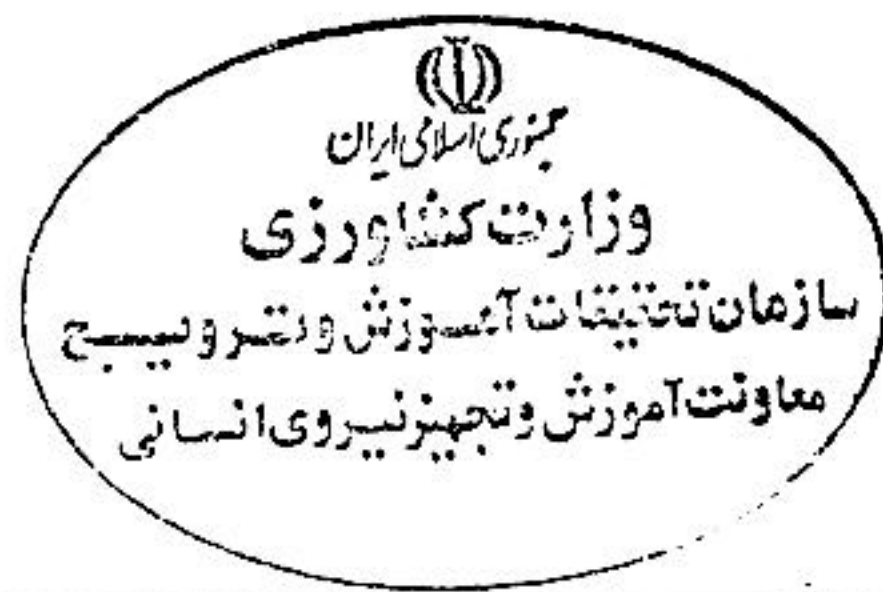 جمهوری اسلامی ایران
وزارت کشاورزی
سازمان تحقیقات آموزش و ترویج
معاونت آموزش و تجهیز نیروی انسانی